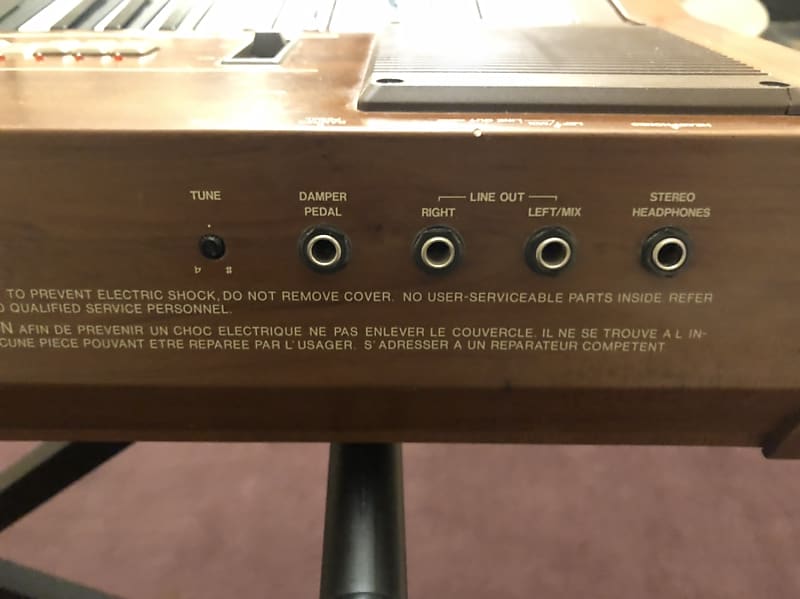 TUNE
♭ ♯
DAMPER
PEDAL
LINE OUT
RIGHT LEFT/MIX
STEREO
HEADPHONES
TO PREVENT ELECTRIC SHOCK, DO NOT REMOVE COVER. NO USER-SERVICEABLE PARTS INSIDE REFER
QUALIFIED SERVICE PERSONNEL.
AFIN DE PREVENIR UN CHOC ELECTRIQUE NE PAS ENLEVER LE COUVERCLE. IL NE SE TROUVE A L IN-
CUNE PIECE POUVANT ETRE REPAREE PAR L'USAGER. S'ADRESSER A UN REPARATEUR COMPETENT